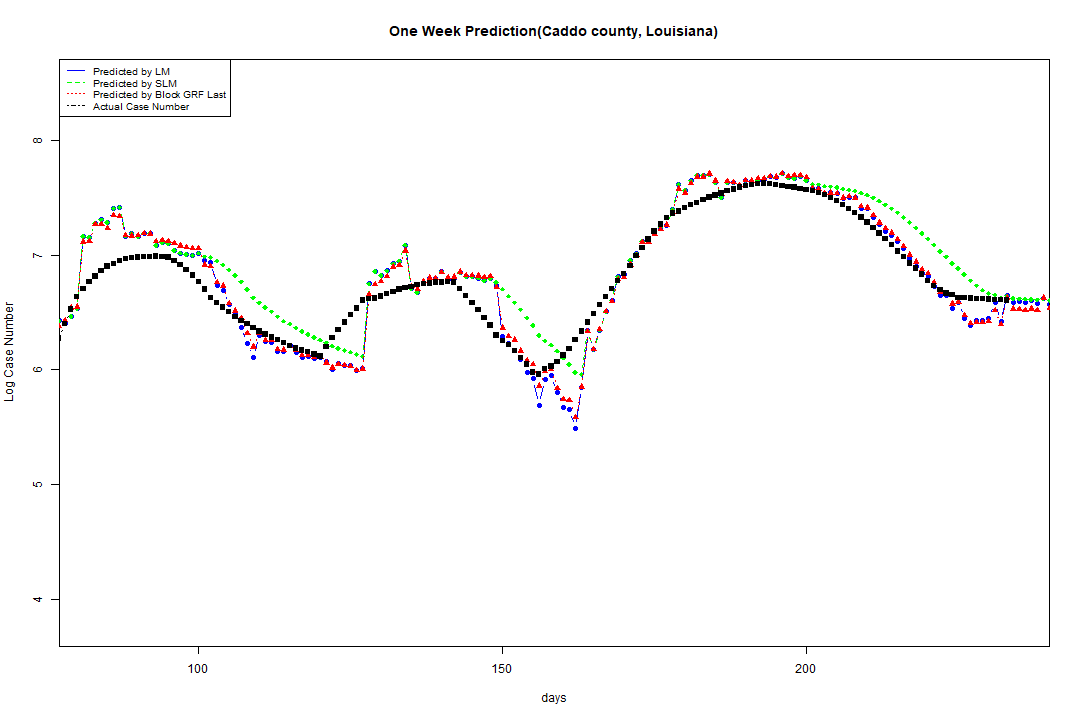 One Week Prediction(Caddo county, Louisiana)
Predicted by LM
Predicted by SLM
Predicted by Block GRF Last
Actual Case Number
8
7
6
5
4
Log Case Number
100 150 200
days